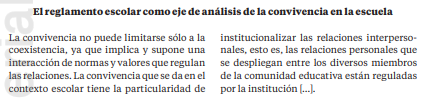 El reglamento escolar como eje de análisis de la convivencia en la escuela
La convivencia no puede limitarse sólo a la
coexistencia, ya que implica y supone una
interacción de normas y valores que regulan
las relaciones. La convivencia que se da en el
contexto escolar tiene la particularidad de
institucionalizar las relaciones interperso-
nales, esto es, las relaciones personales que
se despliegan entre los diversos miembros
de la comunidad educativa están reguladas
por la institución [...].